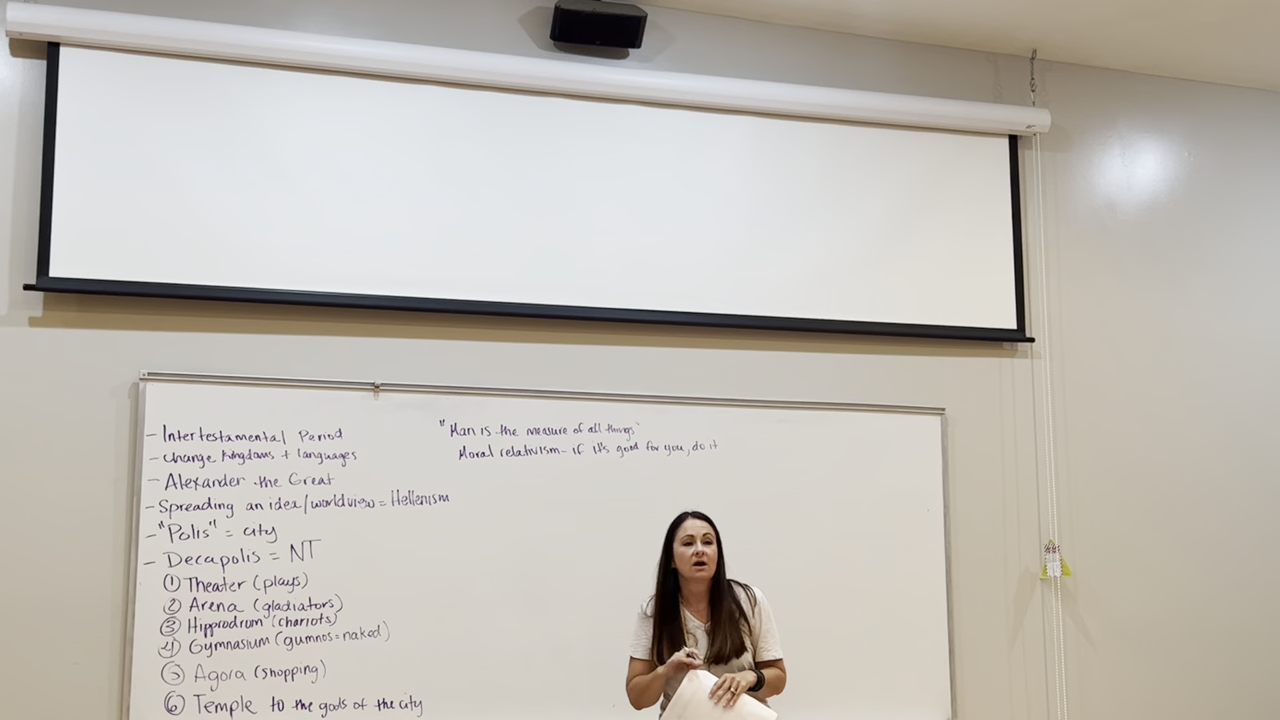 - Intertestamental Period
- Change Kingdoms + languages
- Alexander the Great
- Spreading an idea/worldview = Hellenism
- "Polis" = city
- Decapolis = NT
① Theater (plays)
② Arena (gladiators)
③ Hipprodrom (chariots)
④ Gymnasium (gumnos=naked)
⑤ Agora (shopping)
⑥ Temple to the gods of the city
"Man is the measure of all things"
Moral relativism - if it's good for you, do it